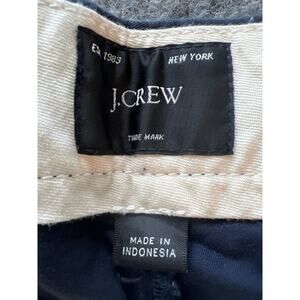 EST. 1983 NEW YORK
J.CREW
TRADE MARK
MADE IN
INDONESIA